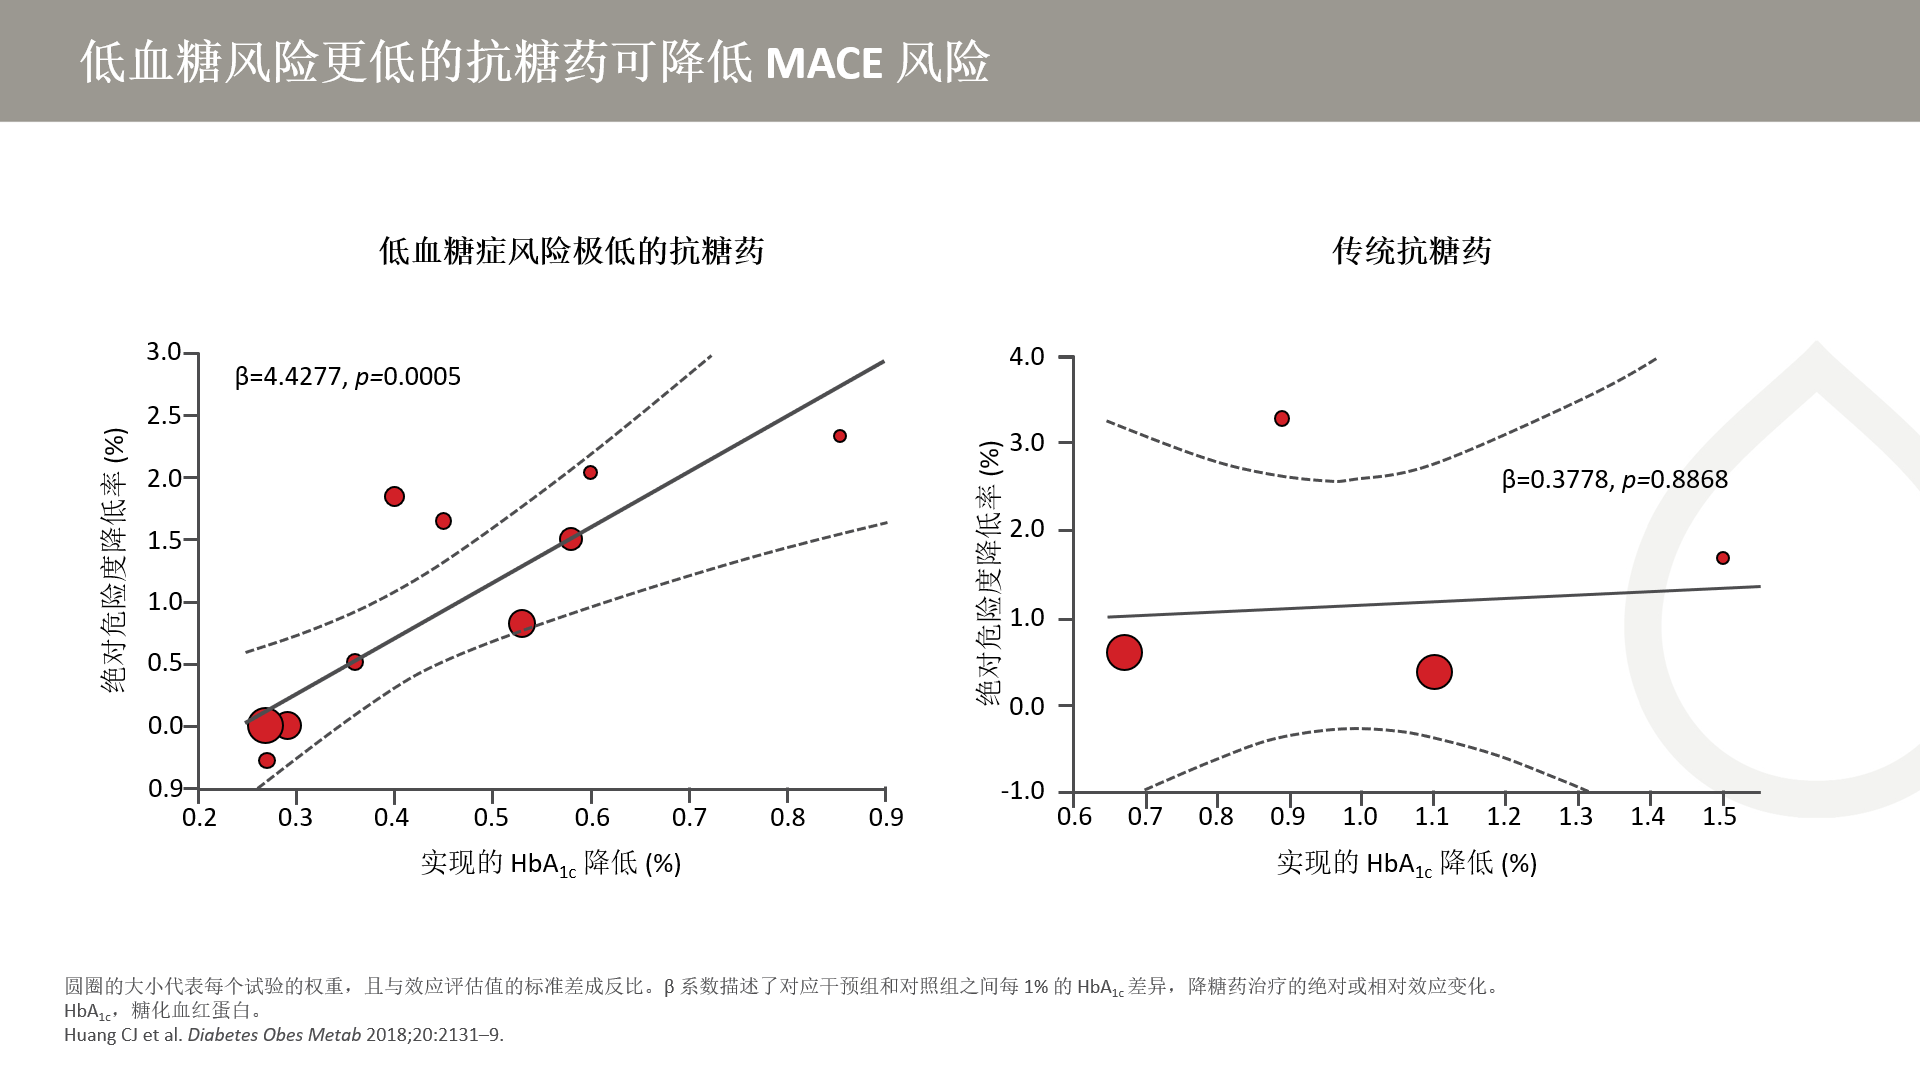 低血糖风险更低的抗糖药可降低 MACE 风险
低血糖症风险极低的抗糖药
β=4.4277, p=0.0005
绝对危险度降低率 (%)
3.0
2.5
2.0
1.5
1.0
0.5
0.0
0.9
0.2 0.3 0.4 0.5 0.6 0.7 0.8 0.9
实现的 HbA1c 降低 (%)
传统抗糖药
β=0.3778, p=0.8868
绝对危险度降低率 (%)
4.0
3.0
2.0
1.0
0.0
-1.0
0.6 0.7 0.8 0.9 1.0 1.1 1.2 1.3 1.4 1.5
实现的 HbA1c 降低 (%)
圆圈的大小代表每个试验的权重，且与效应评估值的标准差成反比。β 系数描述了对应干预组和对照组之间每 1% 的 HbA1c 差异，降糖药治疗的绝对或相对效应变化。
HbA1c，糖化血红蛋白。
Huang CJ et al. Diabetes Obes Metab 2018;20:2131–9.